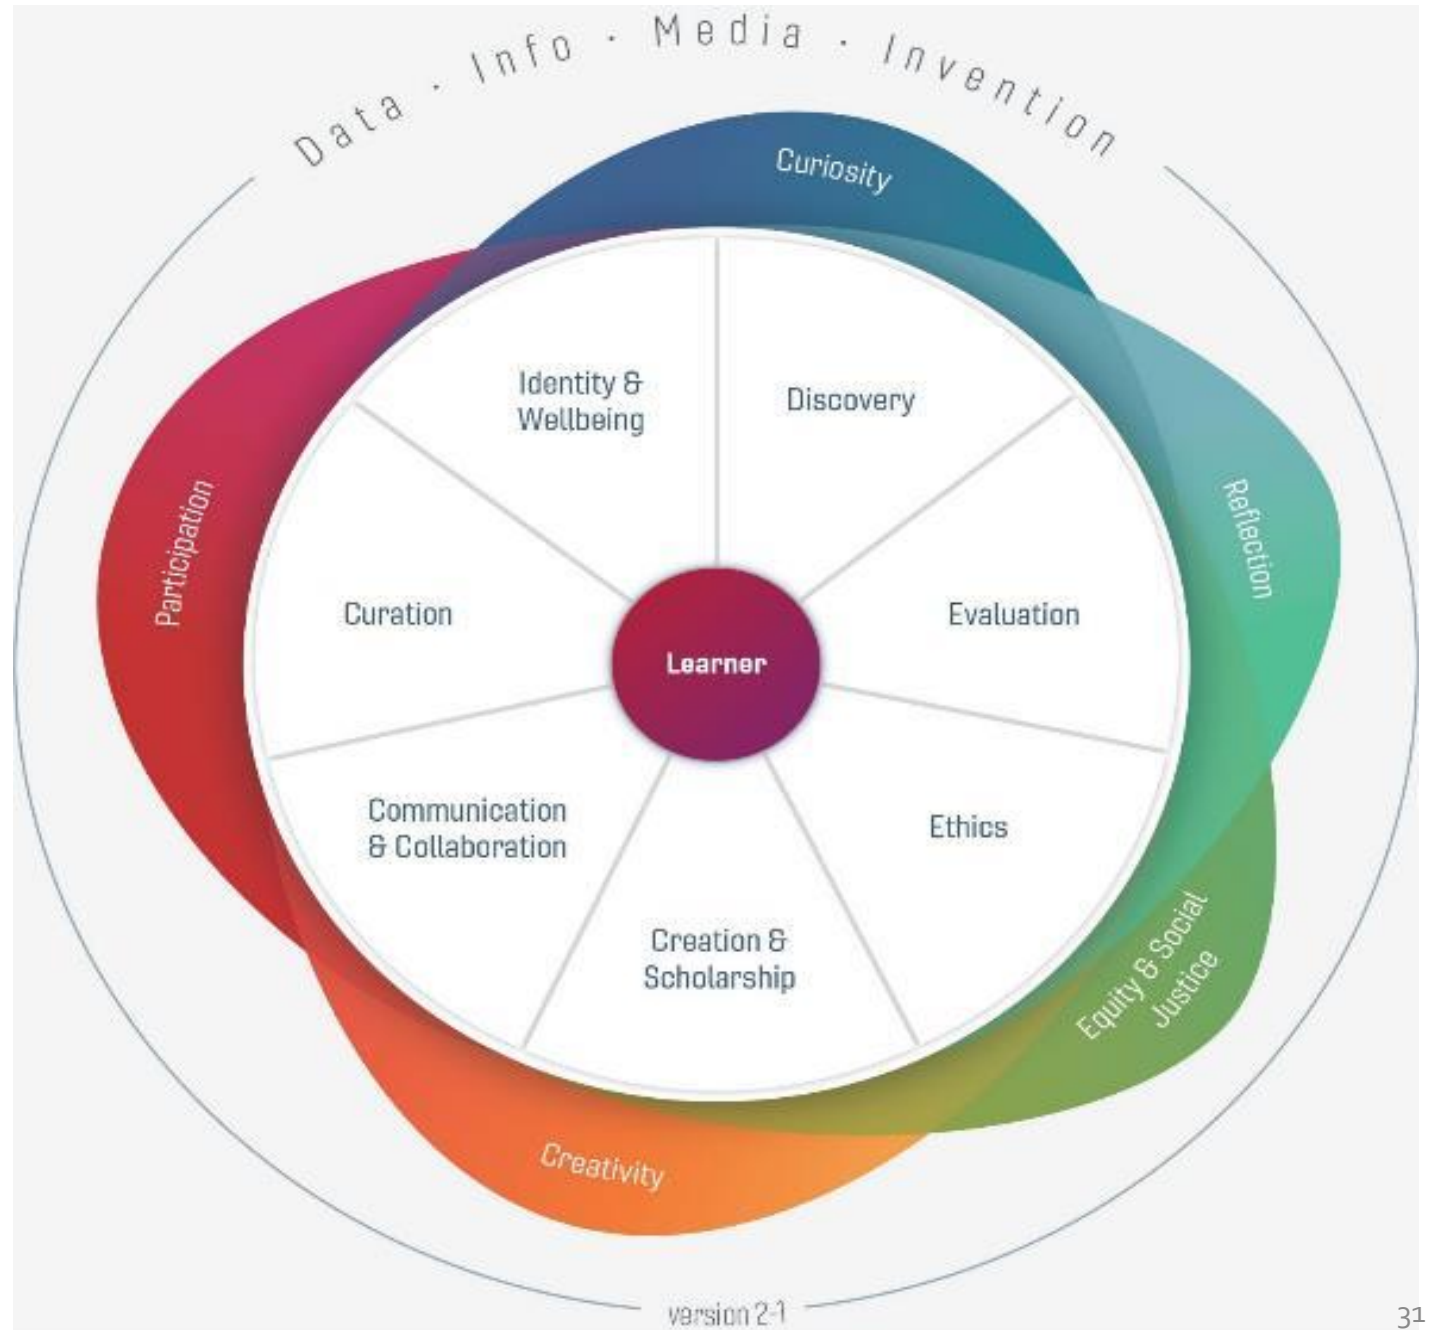 Data · Info · Media · Invention
Curiosity
Reflection
Equity & Social
Justice
Creativity
Participation
Identity &
Wellbeing
Discovery
Curation
Evaluation
Learner
Communication
& Collaboration
Ethics
Creation &
Scholarship
version 2-1
31